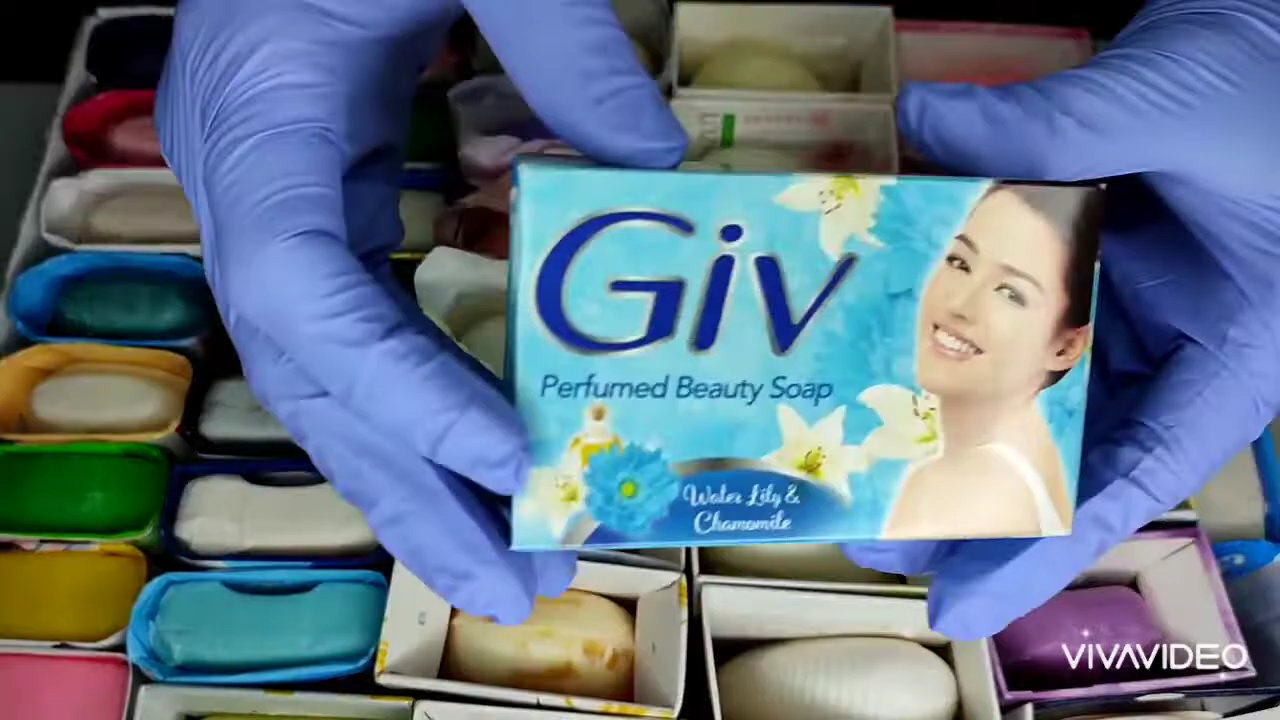 Giv
Perfumed Beauty Soap
Water Lily &
Chamomile
VIVAVIDEO